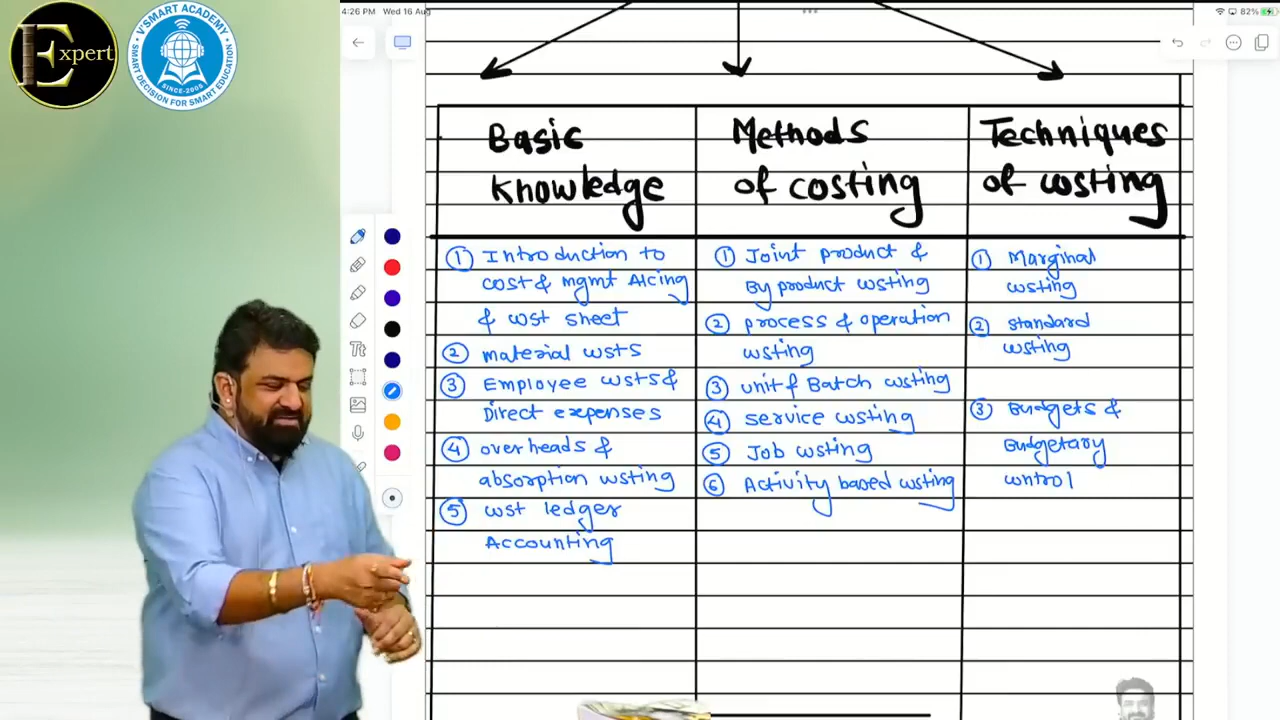 Expert
V'SMART ACADEMY
SMART DECISION FOR SMART EDUCATION
SINCE-2009
4:26 PM Wed 16 Aug
82%
Basic
Knowledge
Methods
of costing
Techniques
of costing
① Introduction to
cost & mgmt A/cing
& cost sheet
② material costs
③ Employee costs &
Direct expenses
④ overheads &
absorption costing
⑤ cost ledger
Accounting
① Joint product &
By product costing
② process & operation
costing
③ unit & Batch costing
④ service costing
⑤ Job costing
⑥ Activity based costing
① Marginal
costing
② standard
costing
③ Budgets &
Budgetary
control
Tt